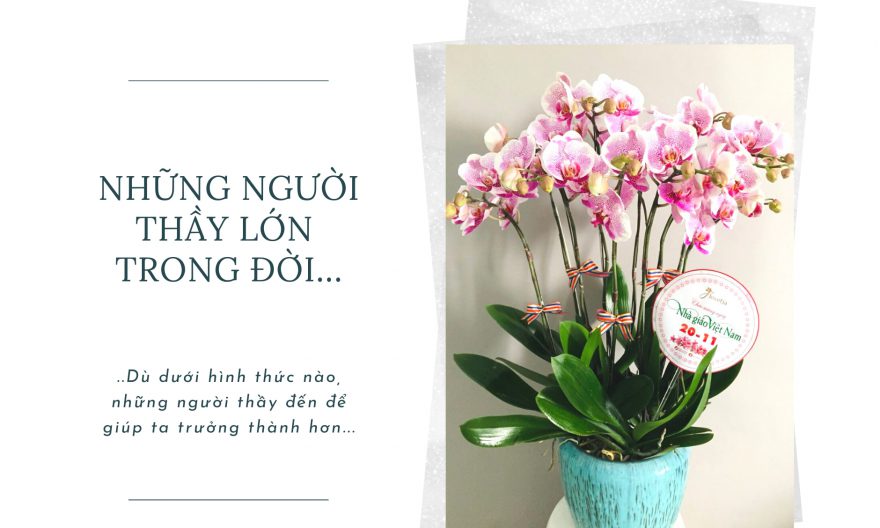 NHỮNG NGƯỜI
THẦY LỚN
TRONG ĐỜI...
..Dù dưới hình thức nào,
những người thầy đến để
giúp ta trưởng thành hơn...
Nhà giáo Việt Nam
20-11